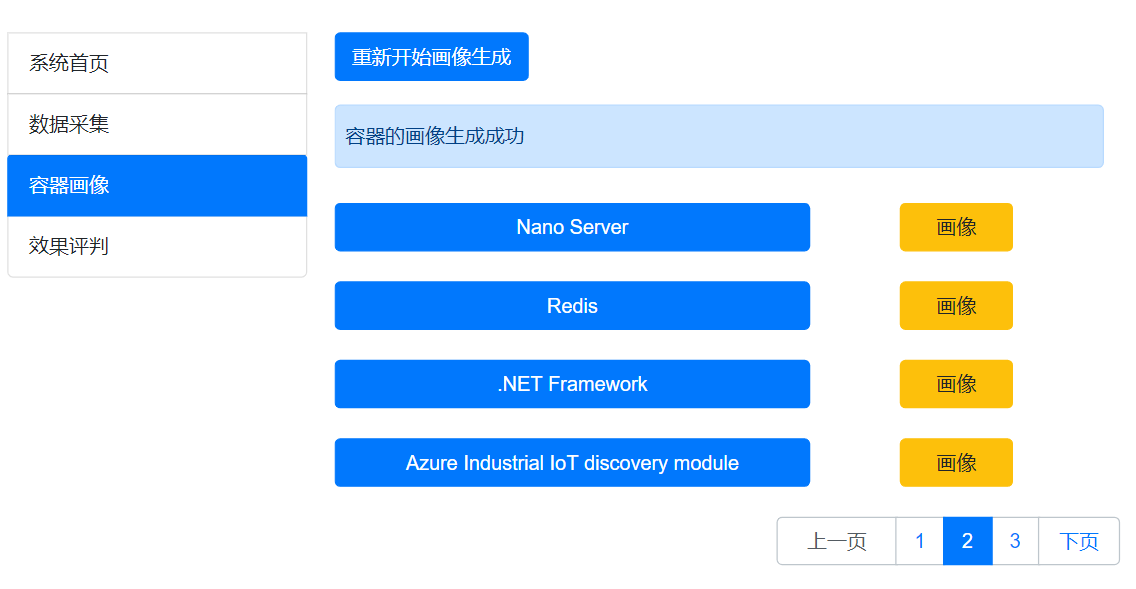 系统首页
数据采集
容器画像
效果评判
重新开始画像生成
容器的画像生成成功
Nano Server 画像
Redis 画像
.NET Framework 画像
Azure Industrial IoT discovery module 画像
上一页 1 2 3 下页